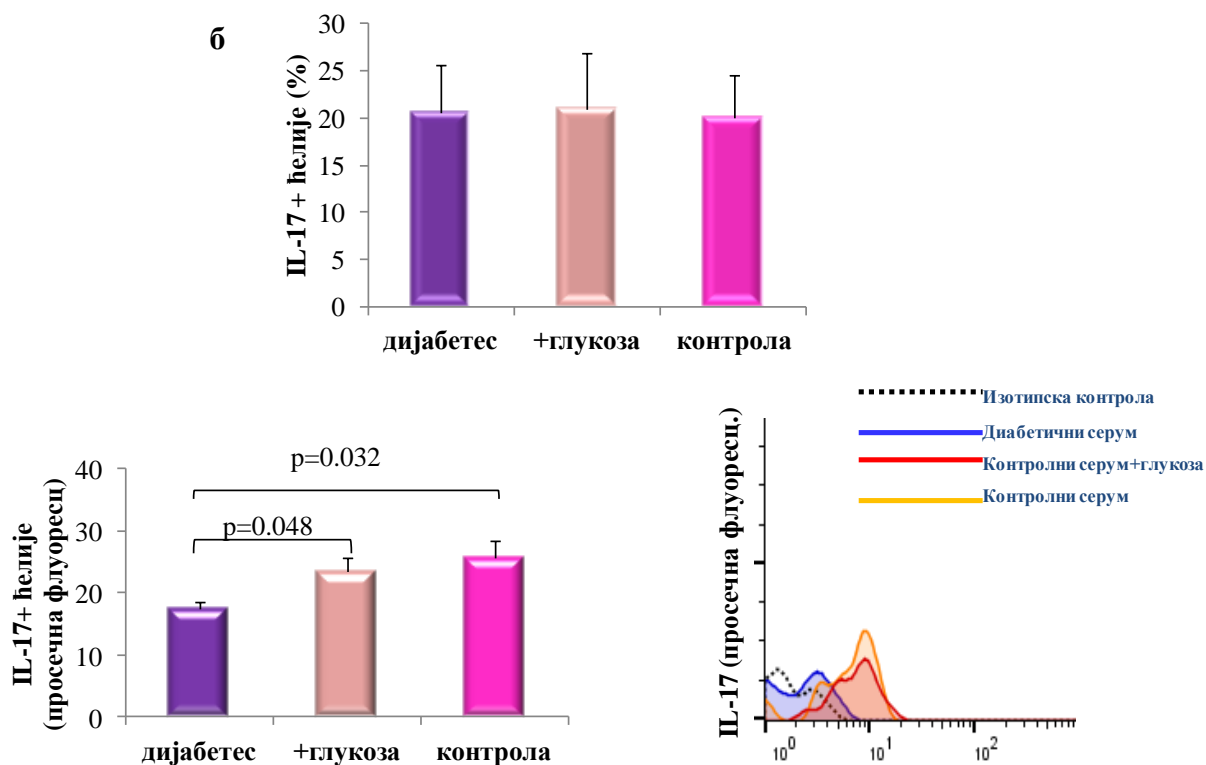 б
IL-17 + ћелије (%)
30
25
20
15
10
5
0
дијабетес
+глукоза
контрола
IL-17+ ћелије
(просечна флуоресц)
40
30
20
10
0
p=0.032
p=0.048
дијабетес
+глукоза
контрола
Изотипска контрола
Диабетични серум
Контролни серум+глукоза
Контролни серум
IL-17 (просечна флуоресц.)
10⁰
10¹
10²